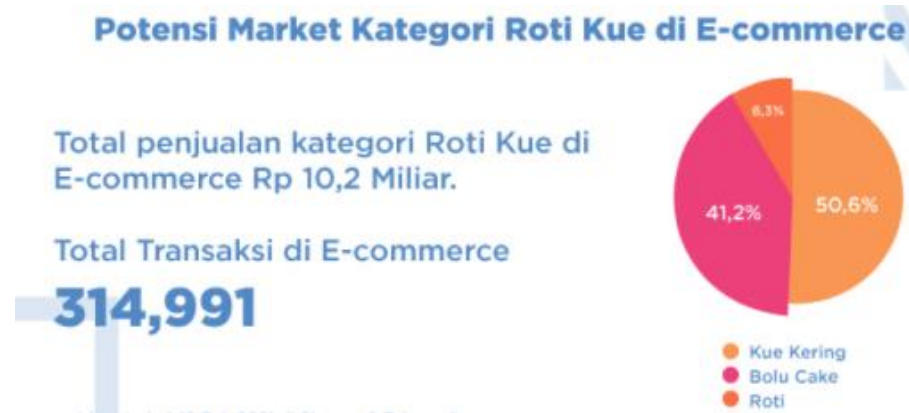 Potensi Market Kategori Roti Kue di E-commerce
Total penjualan kategori Roti Kue di
E-commerce Rp 10,2 Miliar.
Total Transaksi di E-commerce
314,991
6,3%
41,2%
50,6%
Kue Kering
Bolu Cake
Roti